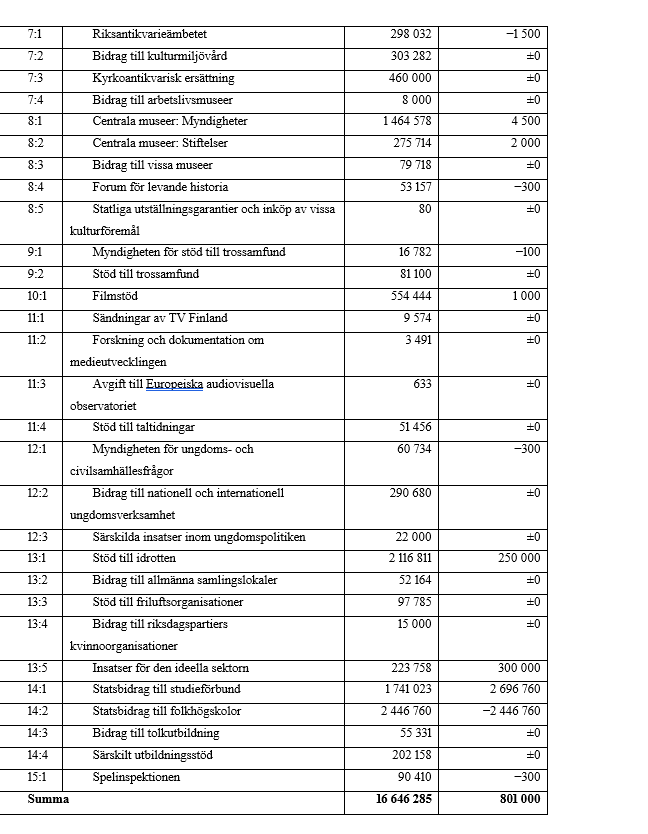 7:1 Riksantikvarieämbetet 298 032 −1 500
7:2 Bidrag till kulturmiljövård 303 282 ±0
7:3 Kyrkoantikvarisk ersättning 460 000 ±0
7:4 Bidrag till arbetslivsmuseer 8 000 ±0
8:1 Centrala museer: Myndigheter 1 464 578 4 500
8:2 Centrala museer: Stiftelser 275 714 2 000
8:3 Bidrag till vissa museer 79 718 ±0
8:4 Forum för levande historia 53 157 −300
8:5 Statliga utställningsgarantier och inköp av vissa 80 ±0
kulturföremål
9:1 Myndigheten för stöd till trossamfund 16 782 −100
9:2 Stöd till trossamfund 81 100 ±0
10:1 Filmstöd 554 444 1 000
11:1 Sändningar av TV Finland 9 574 ±0
11:2 Forskning och dokumentation om 3 491 ±0
medieutvecklingen
11:3 Avgift till Europeiska audiovisuella 633 ±0
observatoriet
11:4 Stöd till taltidningar 51 456 ±0
12:1 Myndigheten för ungdoms- och 60 734 −300
civilsamhällesfrågor
12:2 Bidrag till nationell och internationell 290 680 ±0
ungdomsverksamhet
12:3 Särskilda insatser inom ungdomspolitiken 22 000 ±0
13:1 Stöd till idrotten 2 116 811 250 000
13:2 Bidrag till allmänna samlingslokaler 52 164 ±0
13:3 Stöd till friluftsorganisationer 97 785 ±0
13:4 Bidrag till riksdagspartiers 15 000 ±0
kvinnoorganisationer
13:5 Insatser för den ideella sektorn 223 758 300 000
14:1 Statsbidrag till studieförbund 1 741 023 2 696 760
14:2 Statsbidrag till folkhögskolor 2 446 760 −2 446 760
14:3 Bidrag till tolkutbildning 55 331 ±0
14:4 Särskilt utbildningsstöd 202 158 ±0
15:1 Spelinspektionen 90 410 −300
Summa 16 646 285 801 000